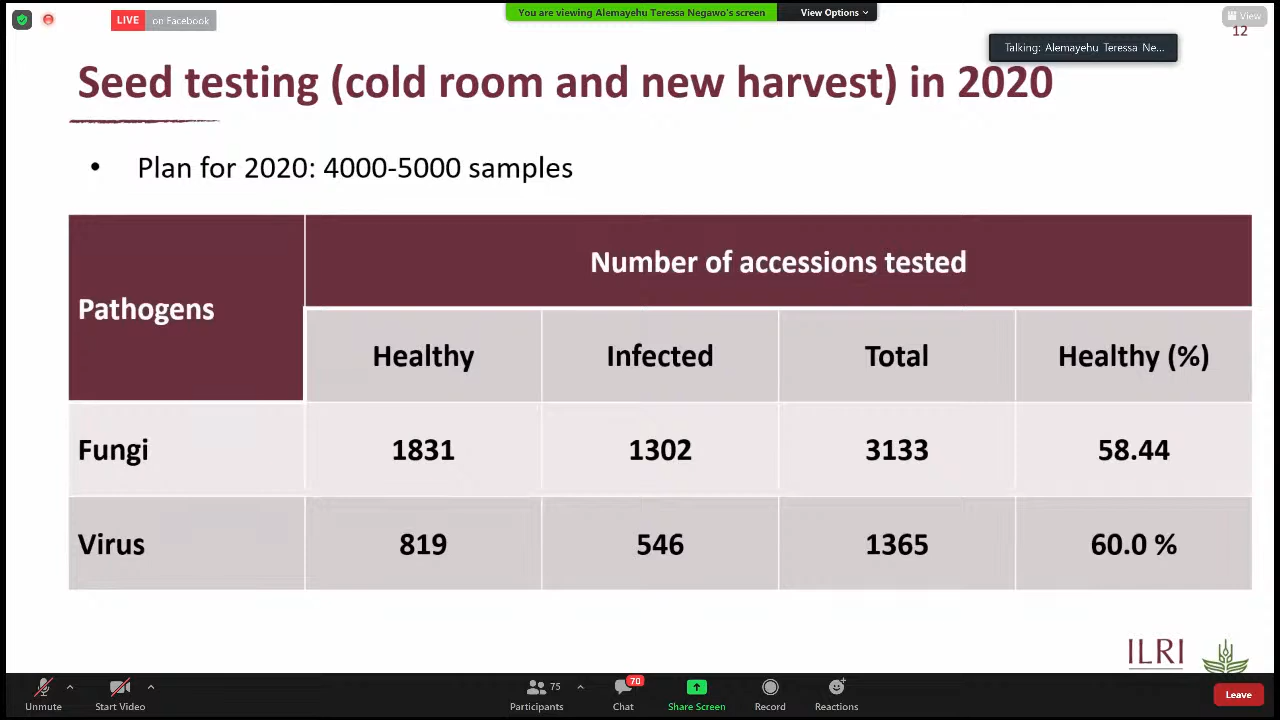 LIVE on Facebook
You are viewing Alemayehu Teressa Negawo's screen
View Options
View
12
Talking: Alemayehu Teressa Ne...
Seed testing (cold room and new harvest) in 2020
• Plan for 2020: 4000-5000 samples
Pathogens
Number of accessions tested
Healthy Infected Total Healthy (%)
Fungi 1831 1302 3133 58.44
Virus 819 546 1365 60.0 %
ILRI
Unmute
Start Video
75
Participants
70
Chat
Share Screen
Record
Reactions
Leave